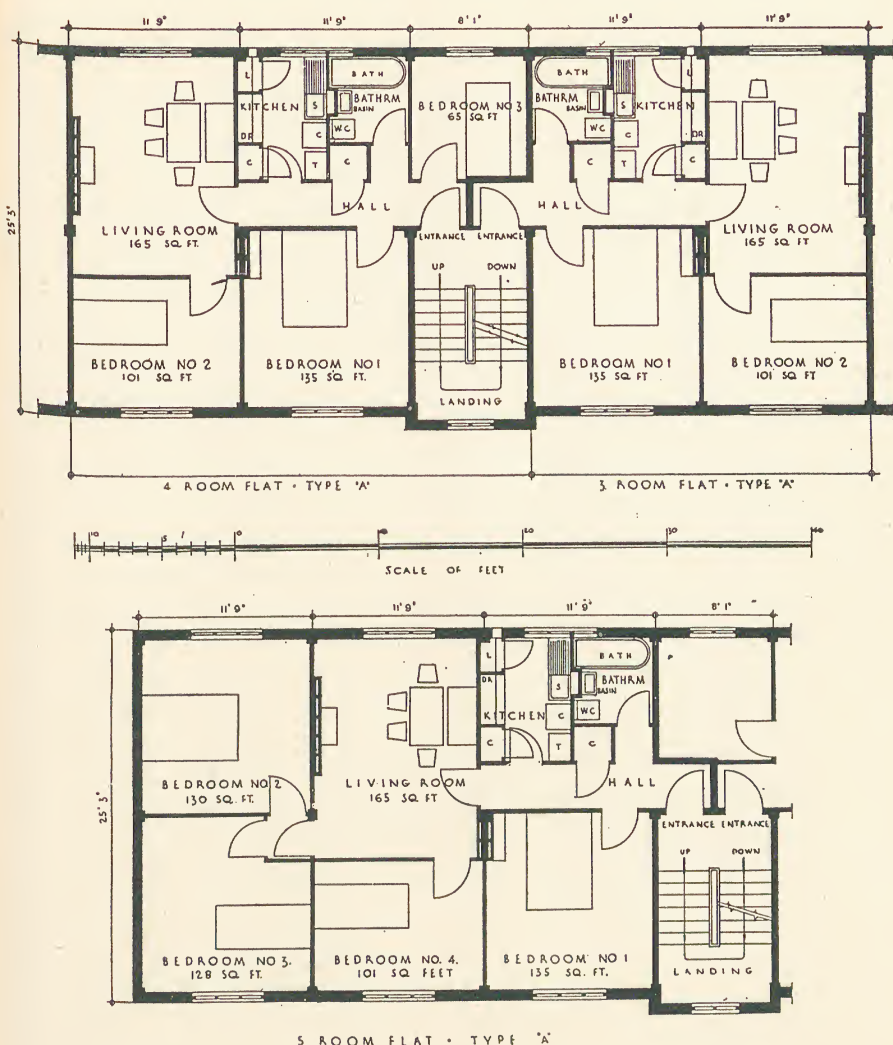 11'9" 11'9" 8'1" 11'9" 11'9"
25'3"
L
KITCHEN
DR
C
S
C
T
BATH
BATHRM
BASIN
WC
C
BEDROOM NO 3
65 SQ FT
BATH
BATHRM
BASIN
WC
C
L
S KITCHEN
C
DR
T
C
HALL
HALL
LIVING ROOM
165 SQ FT.
ENTRANCE ENTRANCE
LIVING ROOM
165 SQ FT.
UP DOWN
BEDROOM NO 2
101 SQ FT
BEDROOM NO1
135 SQ FT.
LANDING
BEDROOM NO1
135 SQ FT.
BEDROOM NO 2
101 SQ FT
4 ROOM FLAT · TYPE "A"
3 ROOM FLAT · TYPE "A"
10 5 1 0 10 20 30 40
SCALE OF FEET
11'9" 11'9" 11'9" 8'1"
25'3"
L
DR
KITCHEN
C
S
C
T
BATH
BATHRM
BASIN
WC
C
P
BEDROOM NO 2
130 SQ. FT.
LIVING ROOM
165 SQ FT
HALL
ENTRANCE ENTRANCE
UP DOWN
BEDROOM NO 3.
128 SQ FT.
BEDROOM NO. 4.
101 SQ FEET
BEDROOM NO1
135 SQ. FT.
LANDING
5 ROOM FLAT · TYPE "A"